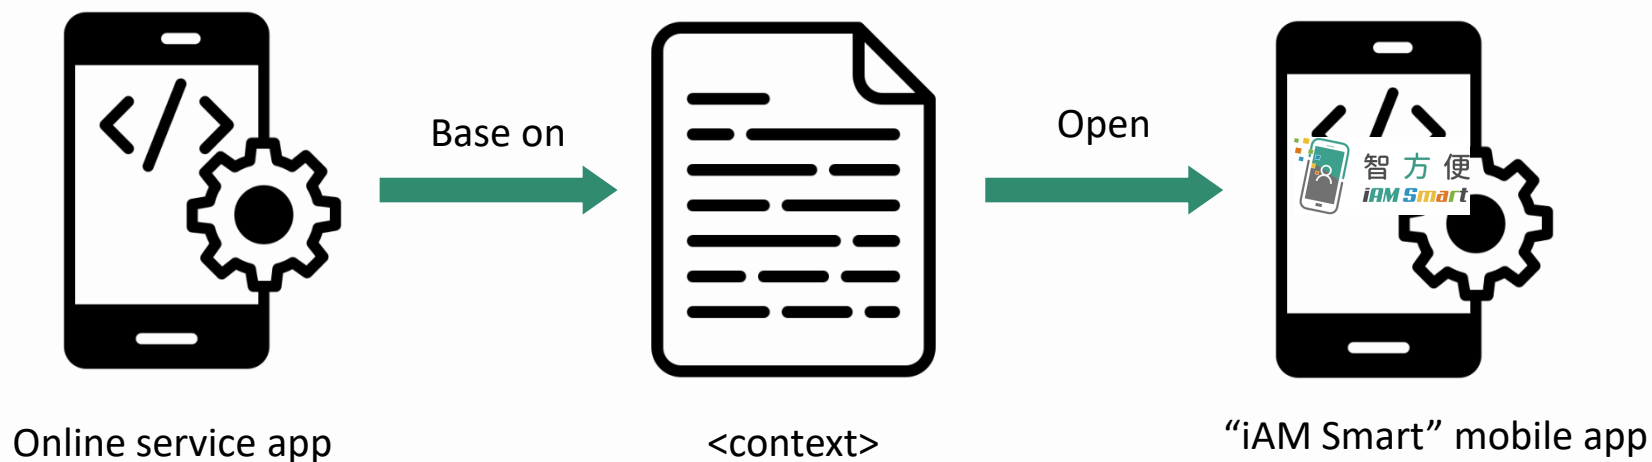 Base on
Open
智方便
iAM Smart
Online service app
<context>
“iAM Smart” mobile app